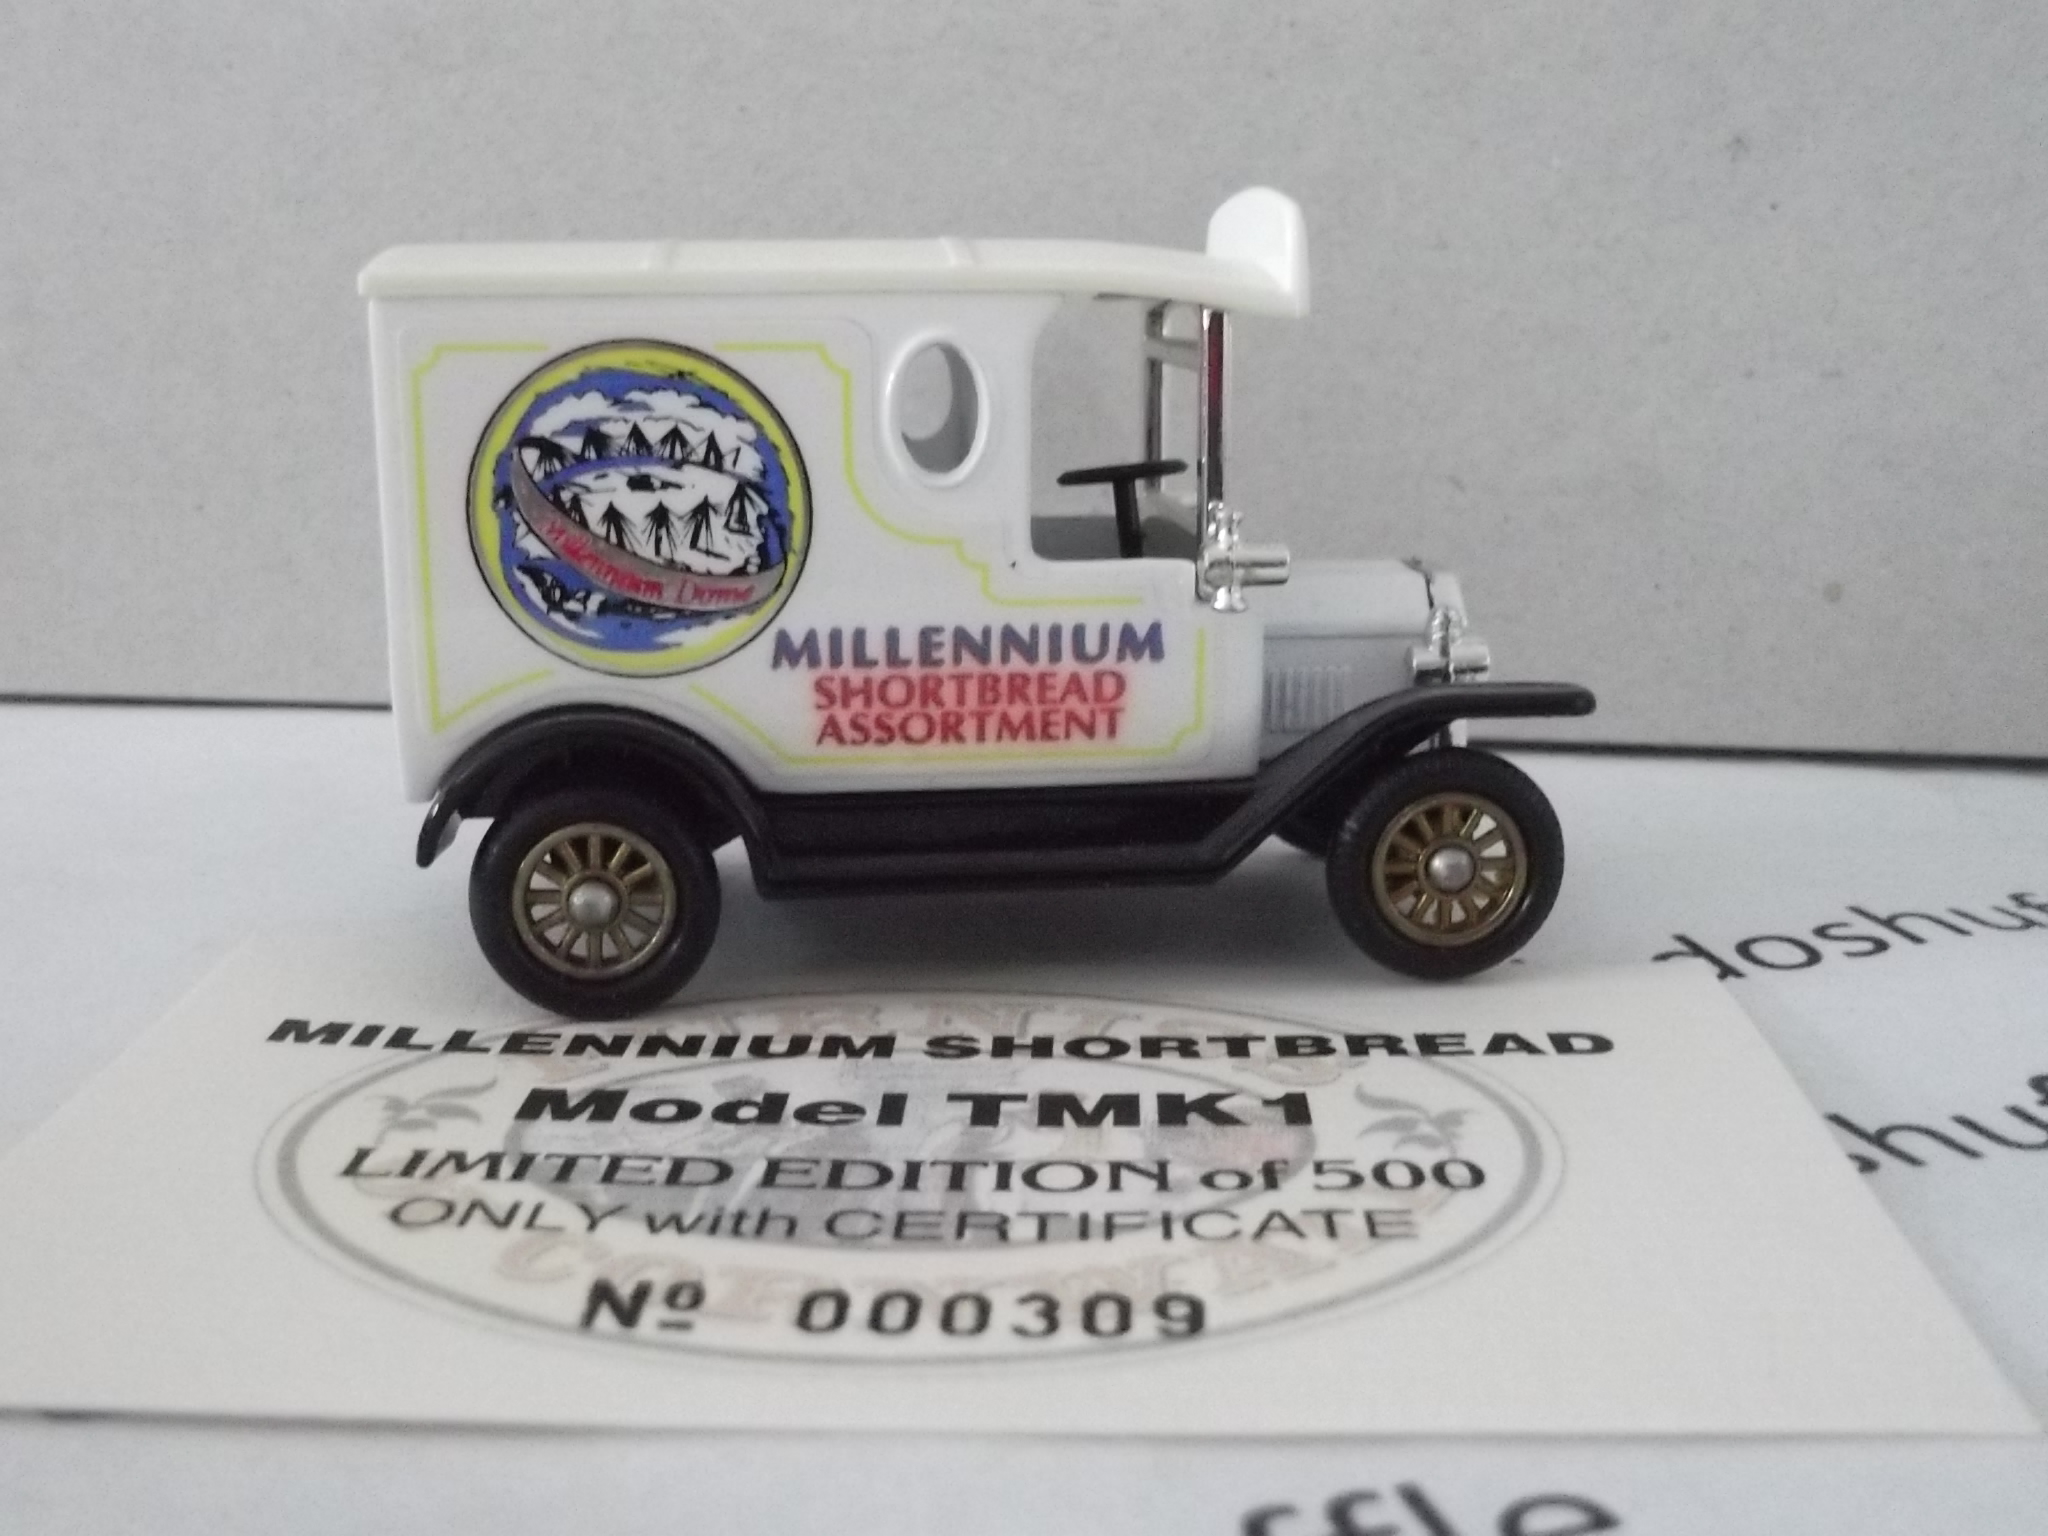 Millennium Dome
MILLENNIUM
SHORTBREAD
ASSORTMENT
MILLENNIUM SHORTBREAD
Model TMK1
LIMITED EDITION of 500
ONLY with CERTIFICATE
Nº 000309